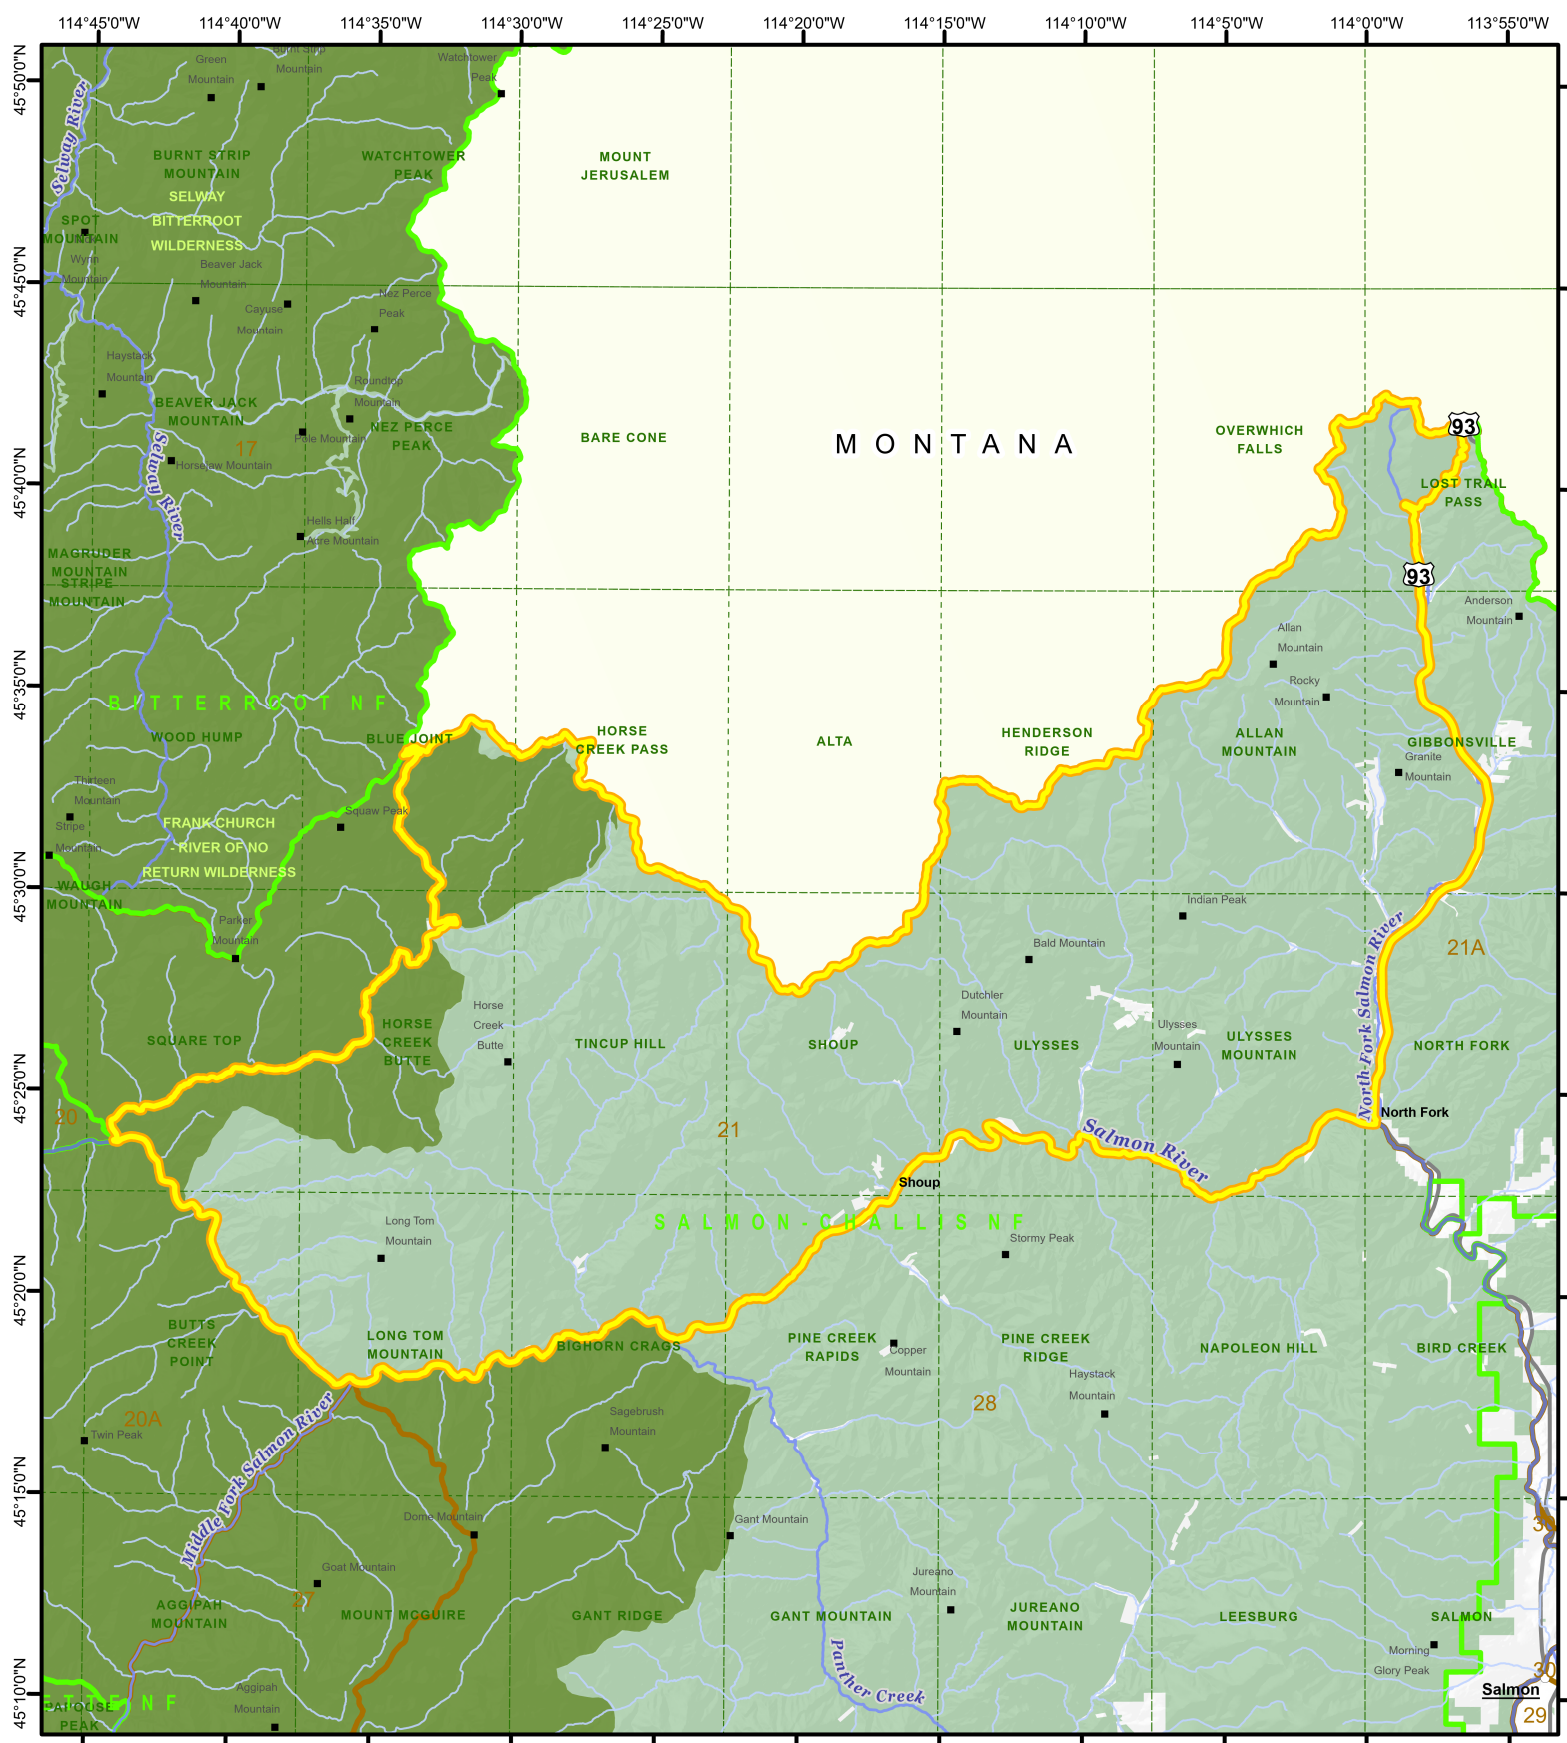 114°45'0"W 114°40'0"W 114°35'0"W 114°30'0"W 114°25'0"W 114°20'0"W 114°15'0"W 114°10'0"W 114°5'0"W 114°0'0"W 113°55'0"W
45°50'0"N
45°45'0"N
45°40'0"N
45°35'0"N
45°30'0"N
45°25'0"N
45°20'0"N
45°15'0"N
45°10'0"N
Green
Mountain
Burnt Strip
Mountain
Watchtower
Peak
Selway River
BURNT STRIP
MOUNTAIN
WATCHTOWER
PEAK
MOUNT
JERUSALEM
SELWAY
BITTERROOT
WILDERNESS
SPOT
MOUNTAIN
Wynn
Mountain
Beaver Jack
Mountain
Cayuse
Mountain
Nez Perce
Peak
Haystack
Mountain
Roundtop
Mountain
BEAVER JACK
MOUNTAIN
17
Pole Mountain
NEZ PERCE
PEAK
BARE CONE
MONTANA
OVERWHICH
FALLS
93
Horsejaw Mountain
Selway River
LOST TRAIL
PASS
Hells Half
Acre Mountain
MAGRUDER
MOUNTAIN
STRIPE
MOUNTAIN
93
Anderson
Mountain
Allan
Mountain
Rocky
Mountain
BITTERROOT NF
WOOD HUMP
BLUE JOINT
HORSE
CREEK PASS
ALTA
HENDERSON
RIDGE
ALLAN
MOUNTAIN
GIBBONSVILLE
Granite
Mountain
Thirteen
Mountain
Squaw Peak
Stripe
Mountain
FRANK CHURCH
- RIVER OF NO
RETURN WILDERNESS
WAUGH
MOUNTAIN
Parker
Mountain
Indian Peak
Bald Mountain
North Fork Salmon River
21A
Horse
Creek
Butte
Dutchler
Mountain
Ulysses
Mountain
SQUARE TOP
HORSE
CREEK
BUTTE
TINCUP HILL
SHOUP
ULYSSES
ULYSSES
MOUNTAIN
NORTH FORK
20
21
North Fork
Salmon River
Shoup
SALMON-CHALLIS NF
Long Tom
Mountain
Stormy Peak
BUTTS
CREEK
POINT
LONG TOM
MOUNTAIN
BIGHORN CRAGS
PINE CREEK
RAPIDS
Copper
Mountain
PINE CREEK
RIDGE
NAPOLEON HILL
BIRD CREEK
Haystack
Mountain
28
20A
Twin Peak
Middle Fork Salmon River
Sagebrush
Mountain
Dome Mountain
Gant Mountain
Goat Mountain
27
Jureano
Mountain
AGGIPAH
MOUNTAIN
MOUNT MCGUIRE
GANT RIDGE
GANT MOUNTAIN
JUREANO
MOUNTAIN
LEESBURG
SALMON
Panther Creek
Morning
Glory Peak
30
Salmon
29
Aggipah
Mountain
ETTE NF
PAPOOSE
PEAK